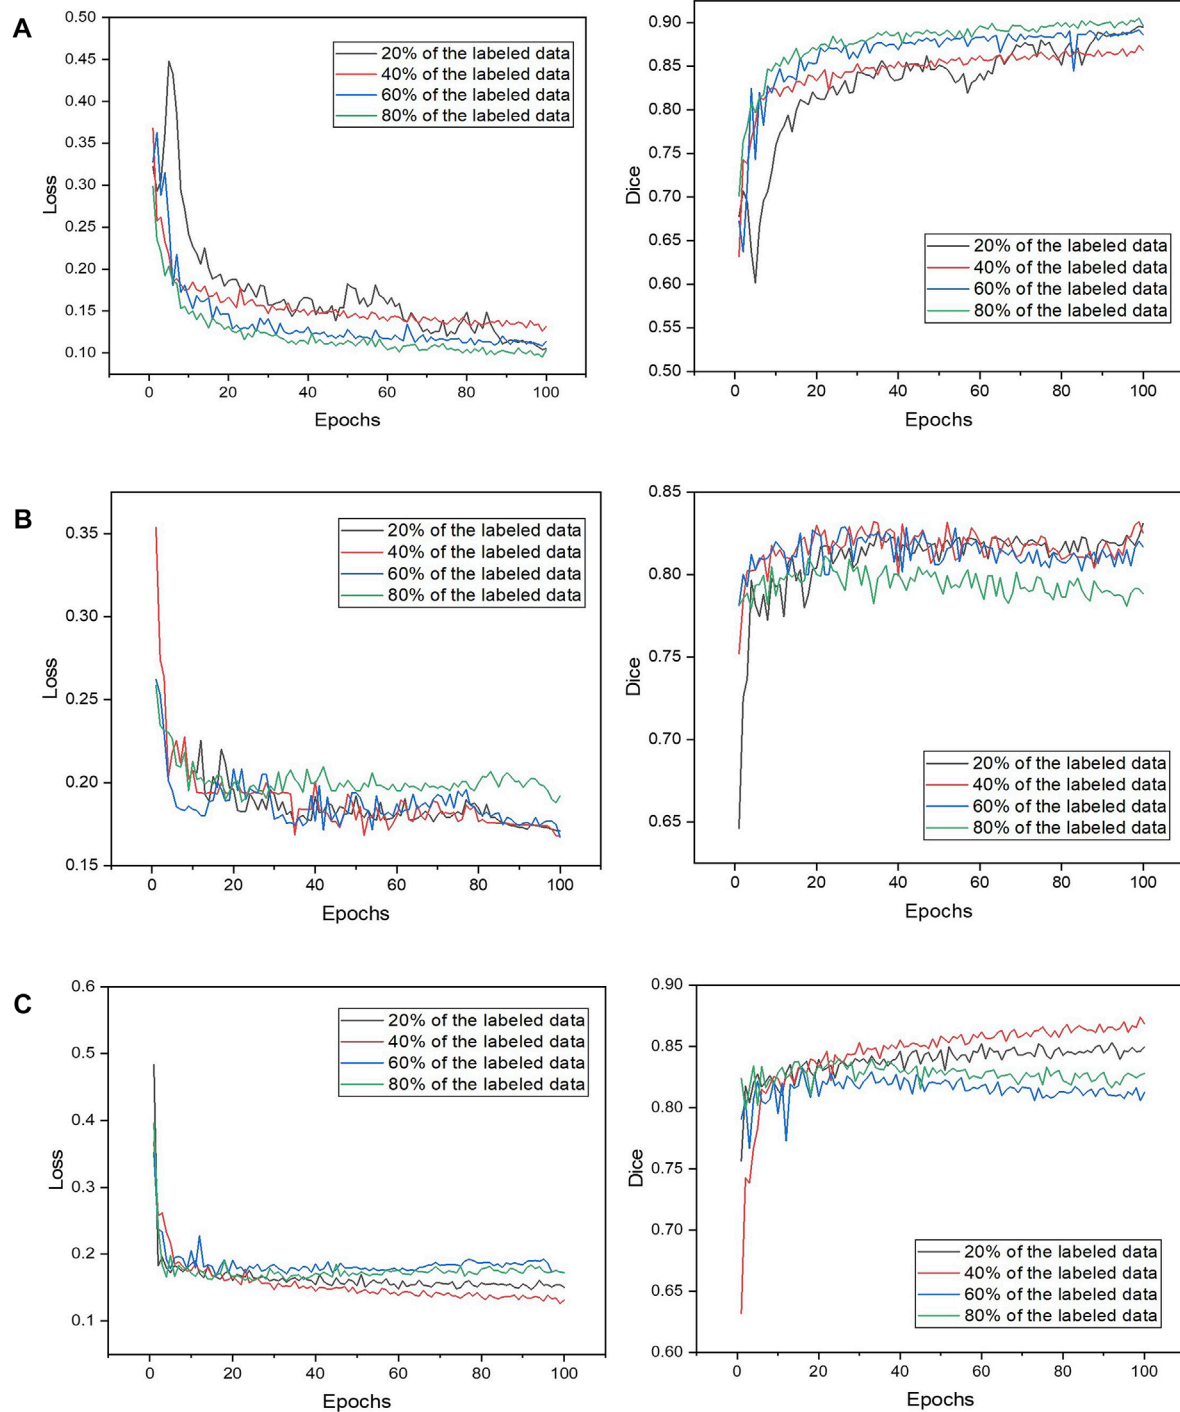 A
0.50
0.45
0.40
0.35
0.30
0.25
0.20
0.15
0.10
Loss
0
20
40
60
80
100
Epochs
20% of the labeled data
40% of the labeled data
60% of the labeled data
80% of the labeled data
0.90
0.85
0.80
0.75
0.70
0.65
0.60
0.55
0.50
Dice
0
20
40
60
80
100
Epochs
20% of the labeled data
40% of the labeled data
60% of the labeled data
80% of the labeled data
B
0.35
0.30
0.25
0.20
0.15
Loss
0
20
40
60
80
100
Epochs
20% of the labeled data
40% of the labeled data
60% of the labeled data
80% of the labeled data
0.85
0.80
0.75
0.70
0.65
Dice
0
20
40
60
80
100
Epochs
20% of the labeled data
40% of the labeled data
60% of the labeled data
80% of the labeled data
C
0.6
0.5
0.4
0.3
0.2
0.1
Loss
0
20
40
60
80
100
Epochs
20% of the labeled data
40% of the labeled data
60% of the labeled data
80% of the labeled data
0.90
0.85
0.80
0.75
0.70
0.65
0.60
Dice
0
20
40
60
80
100
Epochs
20% of the labeled data
40% of the labeled data
60% of the labeled data
80% of the labeled data